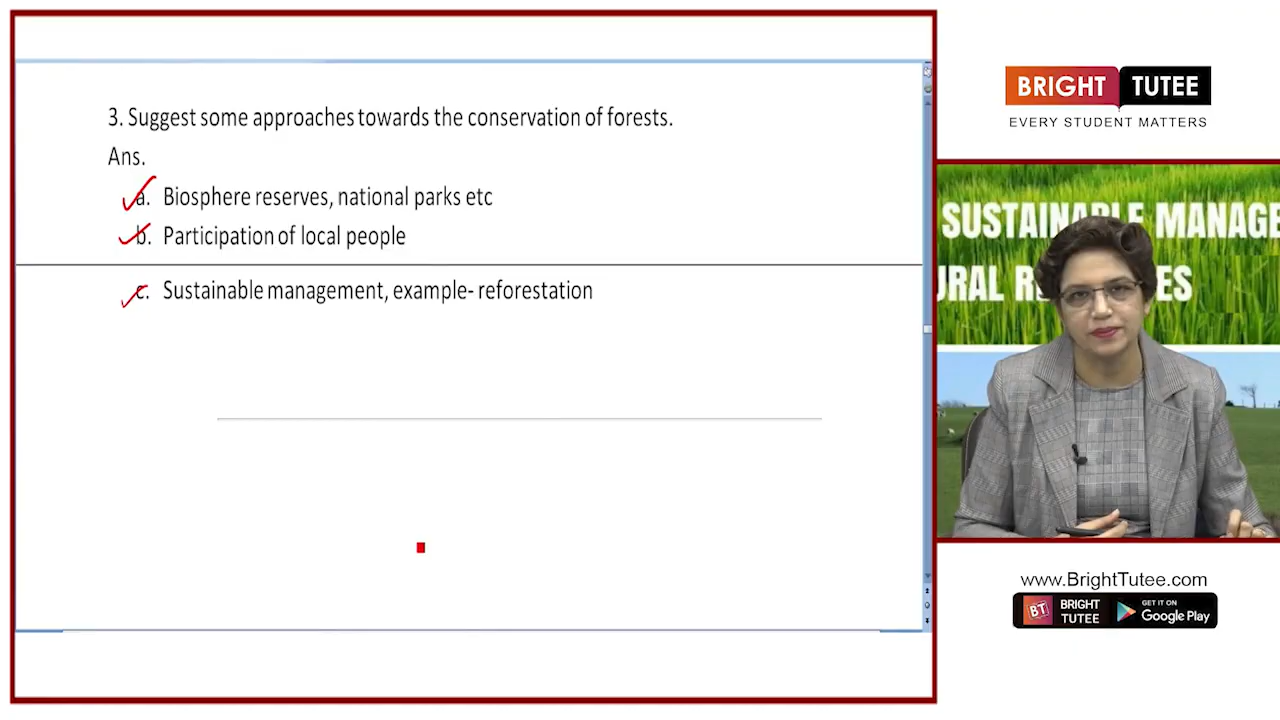 3. Suggest some approaches towards the conservation of forests.
Ans.
a. Biosphere reserves, national parks etc
b. Participation of local people
c. Sustainable management, example- reforestation
BRIGHT TUTEE
EVERY STUDENT MATTERS
SUSTAINABLE MANAGE
URAL RE
ES
www.BrightTutee.com
BT BRIGHT TUTEE
GET IT ON
Google Play